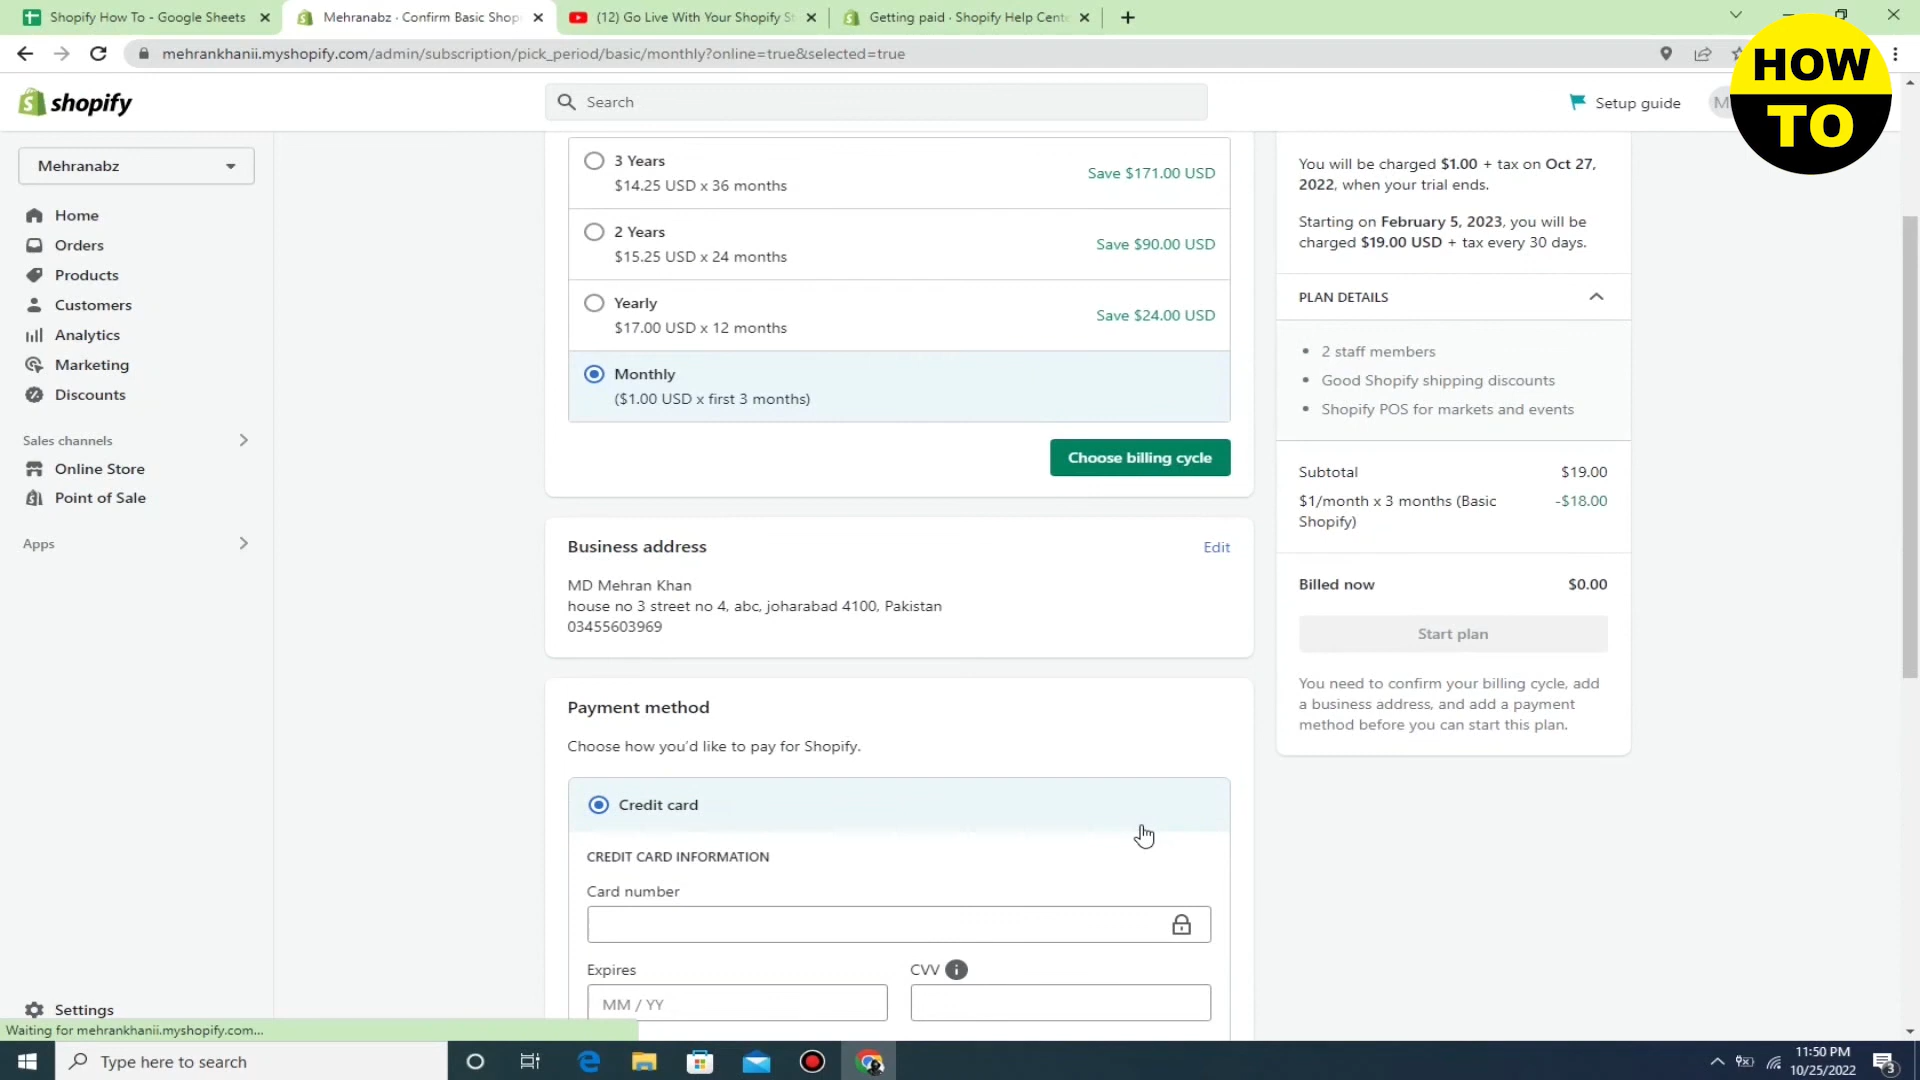 Shopify How To - Google Sheets
Mehranabz · Confirm Basic Shop
(12) Go Live With Your Shopify St
Getting paid · Shopify Help Cent
mehrankhanii.myshopify.com/admin/subscription/pick_period/basic/monthly?online=true&selected=true
HOW
TO
shopify
Search
Setup guide
M
Mehranabz
Home
Orders
Products
Customers
Analytics
Marketing
Discounts
Sales channels
Online Store
Point of Sale
Apps
Settings
3 Years
$14.25 USD x 36 months
Save $171.00 USD
2 Years
$15.25 USD x 24 months
Save $90.00 USD
Yearly
$17.00 USD x 12 months
Save $24.00 USD
Monthly
($1.00 USD x first 3 months)
Choose billing cycle
Business address
Edit
MD Mehran Khan
house no 3 street no 4, abc, joharabad 4100, Pakistan
03455603969
Payment method
Choose how you'd like to pay for Shopify.
Credit card
CREDIT CARD INFORMATION
Card number
Expires
CVV
MM / YY
You will be charged $1.00 + tax on Oct 27,
2022, when your trial ends.
Starting on February 5, 2023, you will be
charged $19.00 USD + tax every 30 days.
PLAN DETAILS
2 staff members
Good Shopify shipping discounts
Shopify POS for markets and events
Subtotal
$19.00
$1/month x 3 months (Basic
Shopify)
-$18.00
Billed now
$0.00
Start plan
You need to confirm your billing cycle, add
a business address, and add a payment
method before you can start this plan.
Waiting for mehrankhanii.myshopify.com...
Type here to search
11:50 PM
10/25/2022
3